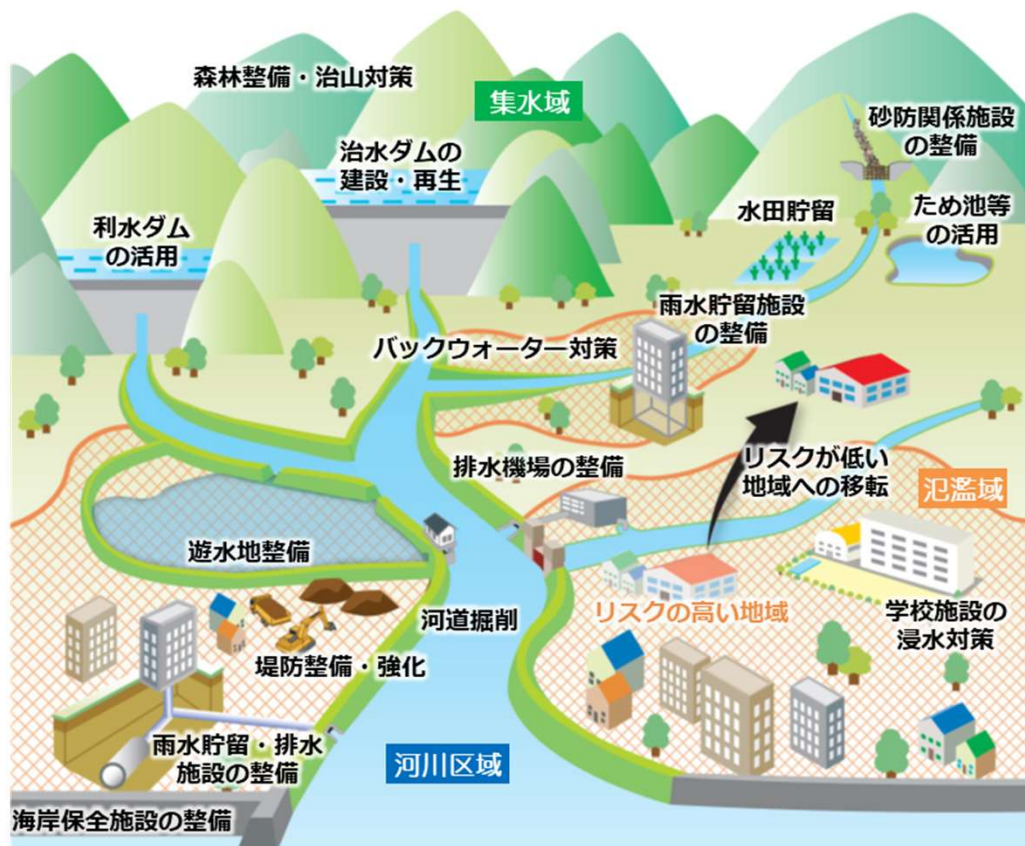 森林整備・治山対策
集水域
砂防関係施設
の整備
治水ダムの
建設・再生
水田貯留
ため池等
の活用
利水ダム
の活用
雨水貯留施設
の整備
バックウォーター対策
排水機場の整備
リスクが低い
地域への移転
氾濫域
遊水地整備
リスクの高い地域
学校施設の
浸水対策
河道掘削
堤防整備・強化
雨水貯留・排水
施設の整備
河川区域
海岸保全施設の整備